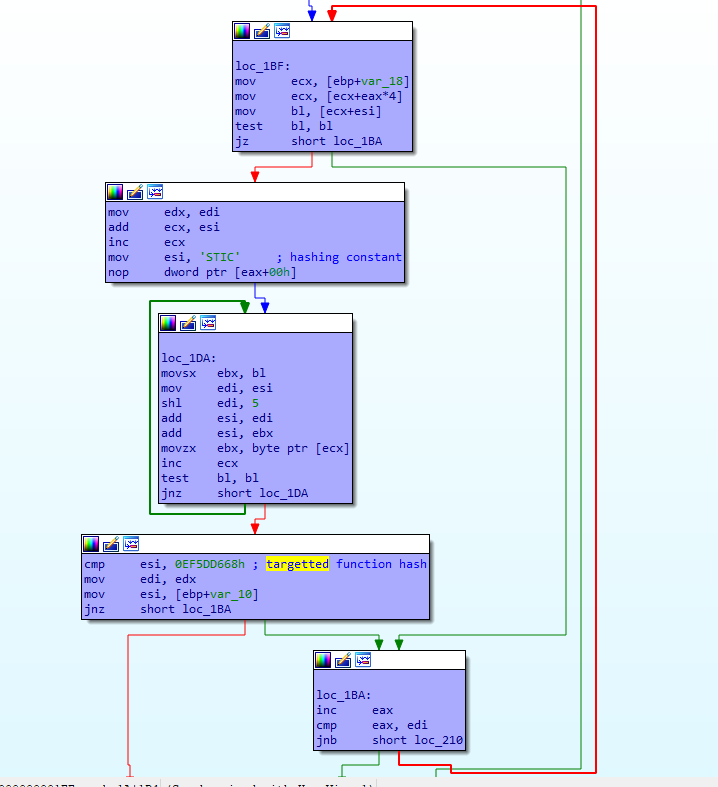 loc_1BF:
mov ecx, [ebp+var_18]
mov ecx, [ecx+eax*4]
mov bl, [ecx+esi]
test bl, bl
jz short loc_1BA
mov edx, edi
add ecx, esi
inc ecx
mov esi, 'STIC' ; hashing constant
nop dword ptr [eax+00h]
loc_1DA:
movsx ebx, bl
mov edi, esi
shl edi, 5
add esi, edi
add esi, ebx
movzx ebx, byte ptr [ecx]
inc ecx
test bl, bl
jnz short loc_1DA
cmp esi, 0EF5DD668h ; targetted function hash
mov edi, edx
mov esi, [ebp+var_10]
jnz short loc_1BA
loc_1BA:
inc eax
cmp eax, edi
jnb short loc_210